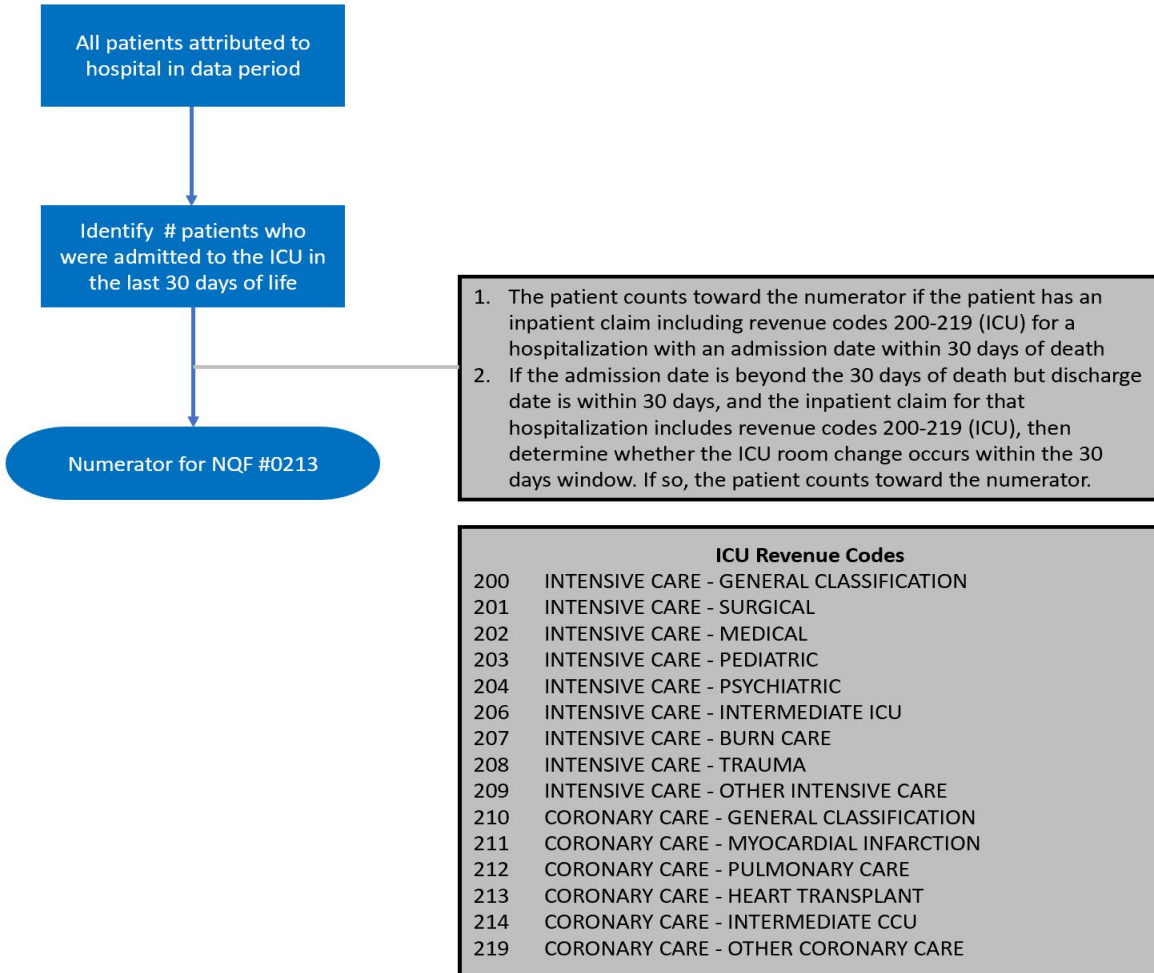 All patients attributed to
hospital in data period
Identify # patients who
were admitted to the ICU in
the last 30 days of life
Numerator for NQF #0213
1. The patient counts toward the numerator if the patient has an
inpatient claim including revenue codes 200-219 (ICU) for a
hospitalization with an admission date within 30 days of death
2. If the admission date is beyond the 30 days of death but discharge
date is within 30 days, and the inpatient claim for that
hospitalization includes revenue codes 200-219 (ICU), then
determine whether the ICU room change occurs within the 30
days window. If so, the patient counts toward the numerator.
ICU Revenue Codes
200 INTENSIVE CARE - GENERAL CLASSIFICATION
201 INTENSIVE CARE - SURGICAL
202 INTENSIVE CARE - MEDICAL
203 INTENSIVE CARE - PEDIATRIC
204 INTENSIVE CARE - PSYCHIATRIC
206 INTENSIVE CARE - INTERMEDIATE ICU
207 INTENSIVE CARE - BURN CARE
208 INTENSIVE CARE - TRAUMA
209 INTENSIVE CARE - OTHER INTENSIVE CARE
210 CORONARY CARE - GENERAL CLASSIFICATION
211 CORONARY CARE - MYOCARDIAL INFARCTION
212 CORONARY CARE - PULMONARY CARE
213 CORONARY CARE - HEART TRANSPLANT
214 CORONARY CARE - INTERMEDIATE CCU
219 CORONARY CARE - OTHER CORONARY CARE